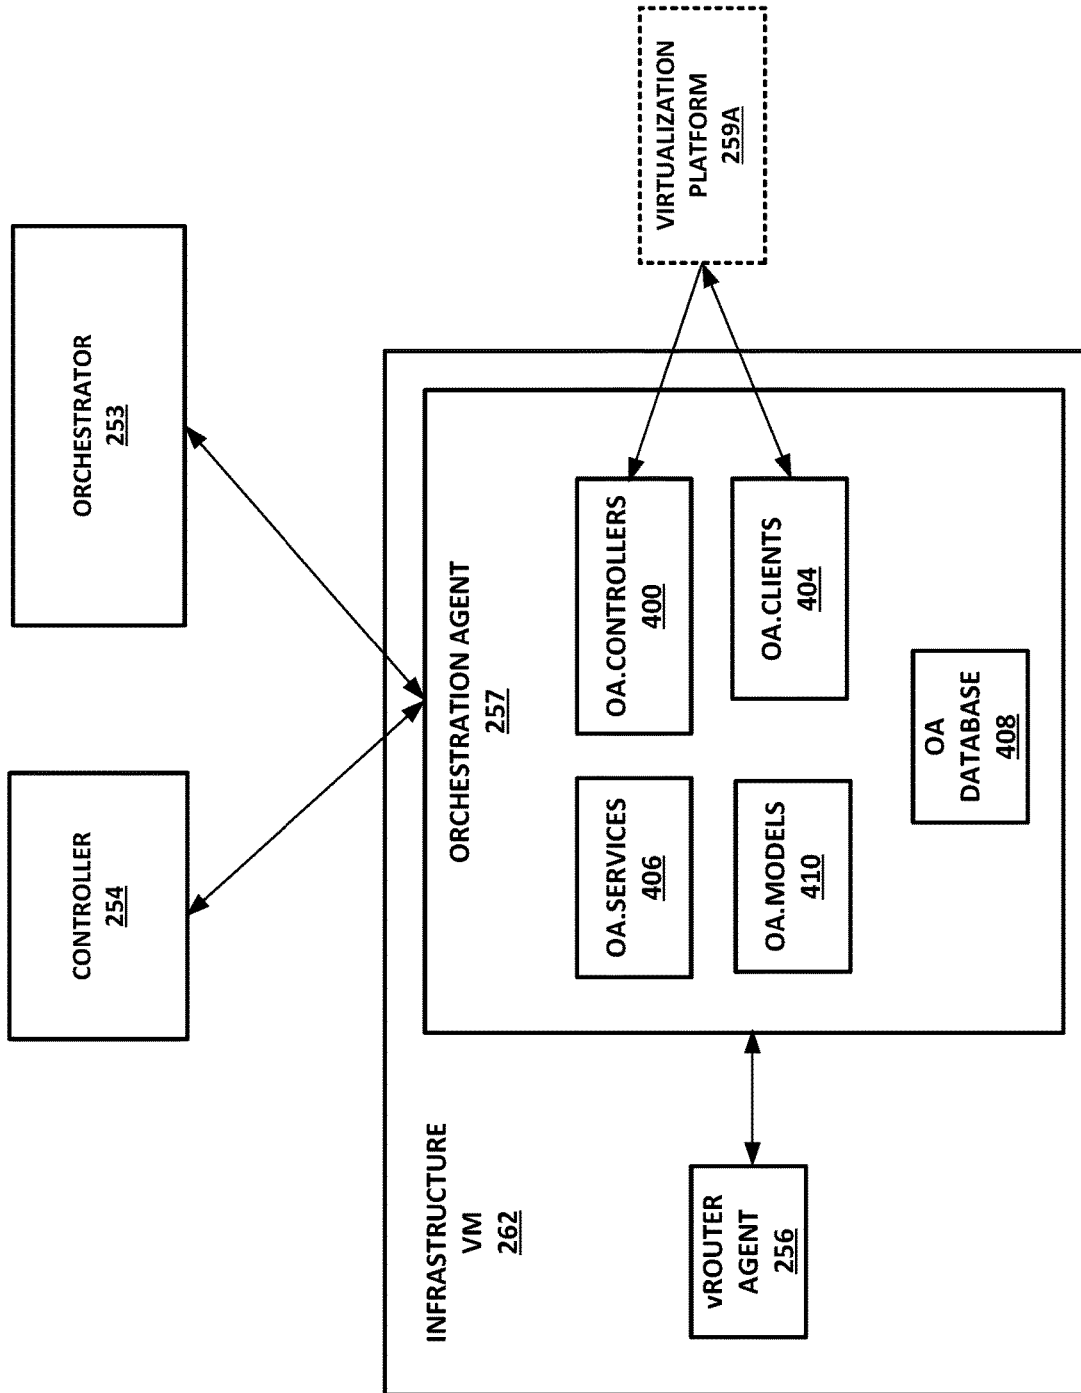 CONTROLLER
254
ORCHESTRATOR
253
INFRASTRUCTURE
VM
262
ORCHESTRATION AGENT
257
vROUTER
AGENT
256
OA.SERVICES
406
OA.CONTROLLERS
400
OA.MODELS
410
OA.CLIENTS
404
OA
DATABASE
408
VIRTUALIZATION
PLATFORM
259A